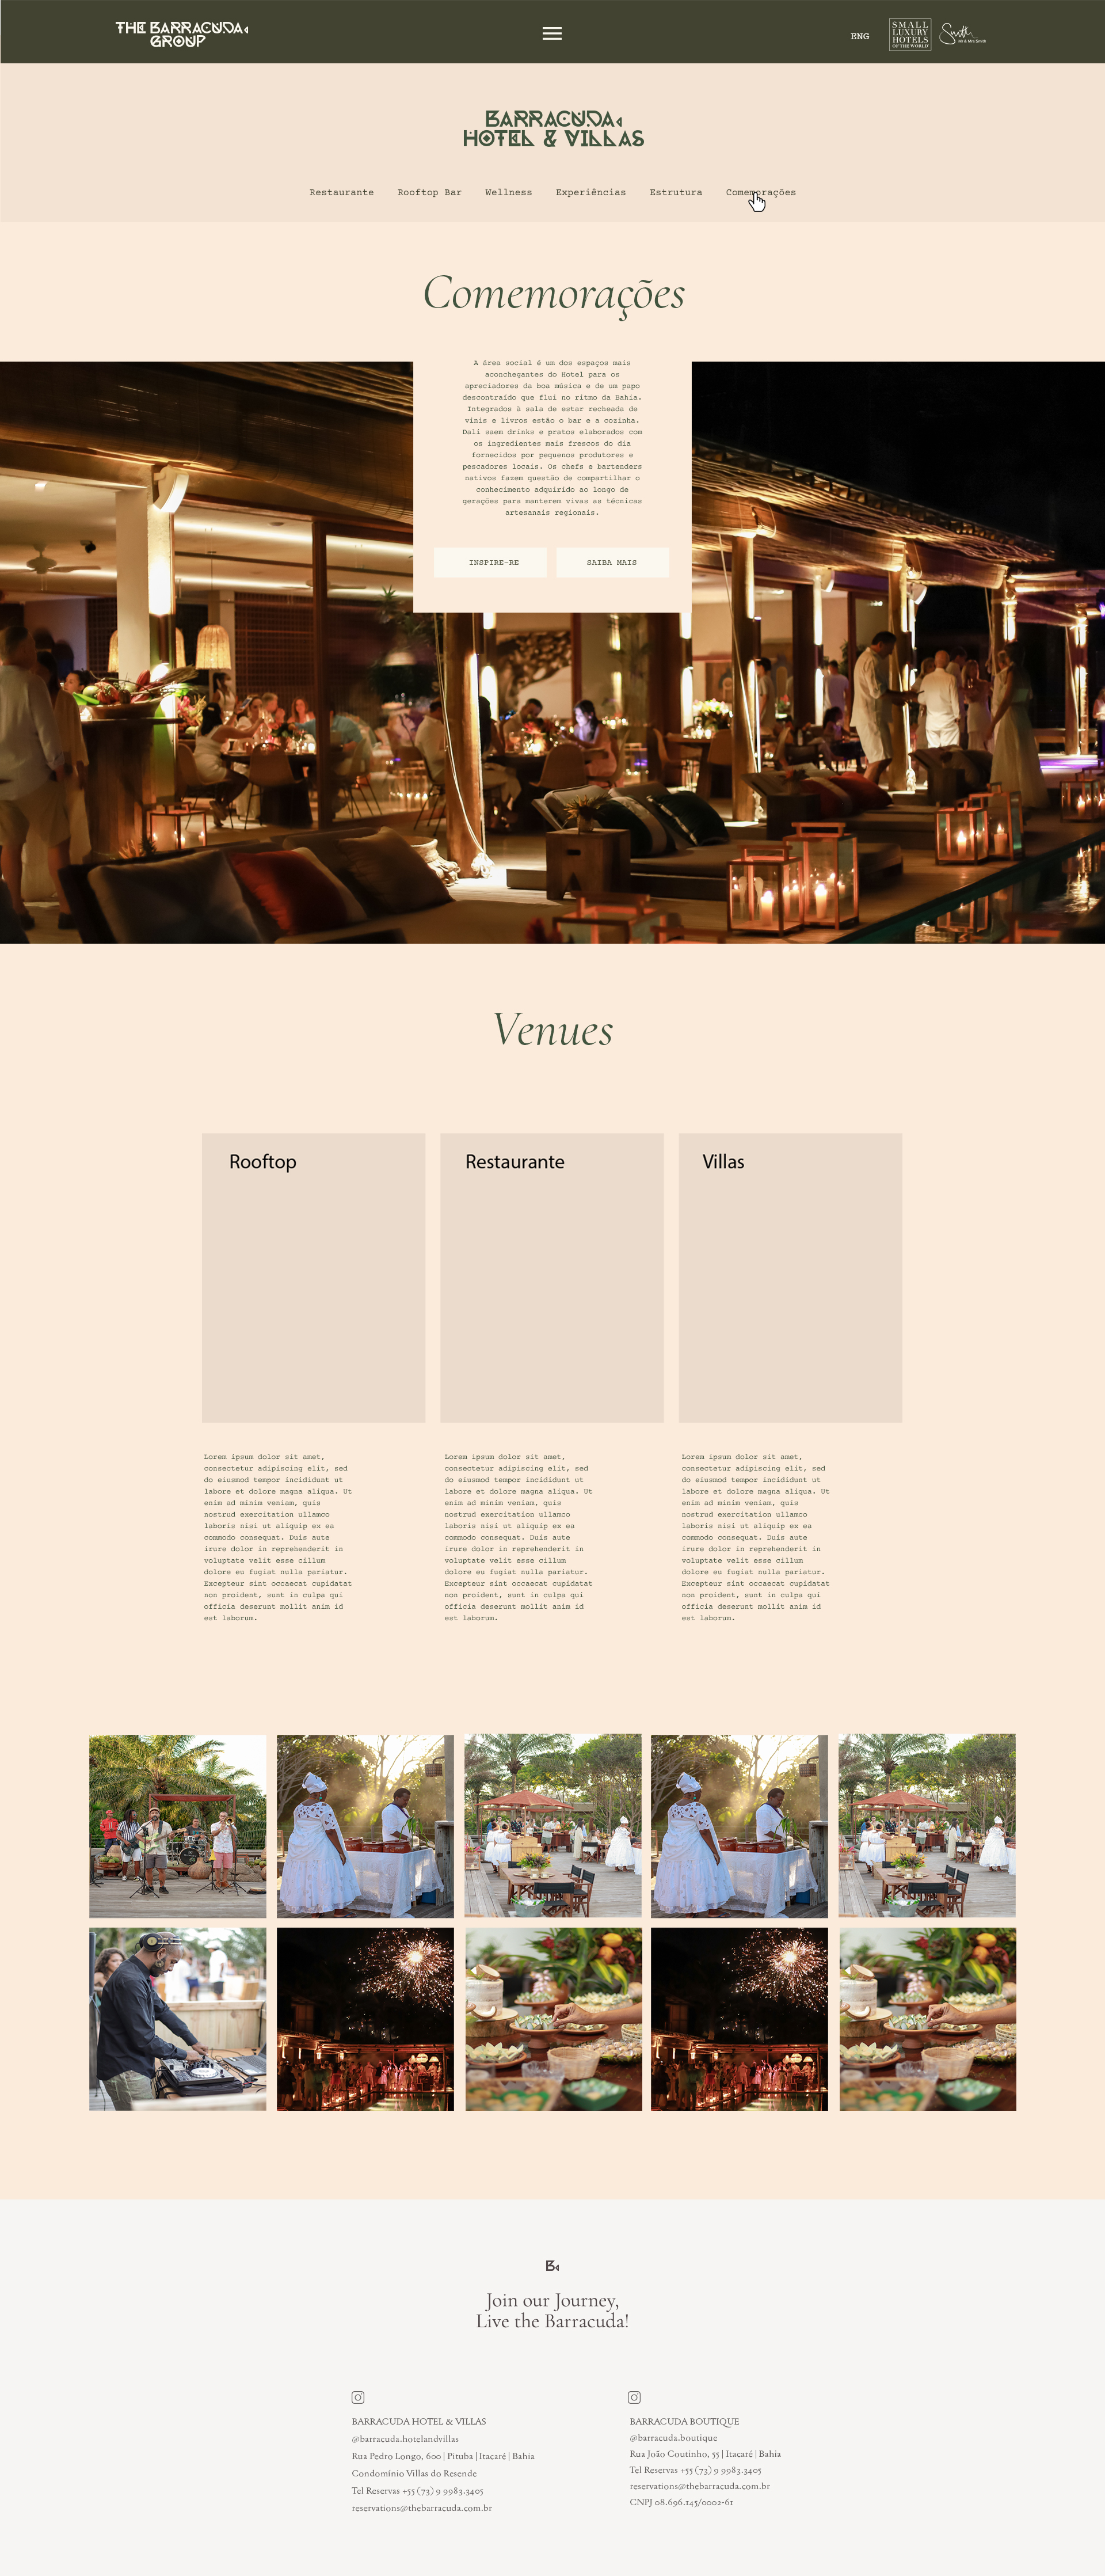 THE BARRACUDA
GROUP
ENG
SMALL
LUXURY
HOTELS
OF THE WORLD
Smith
Mr & Mrs Smith
BARRACUDA
HOTEL & VILLAS
Restaurante Rooftop Bar Wellness Experiências Estrutura Comemorações
Comemorações
A área social é um dos espaços mais
aconchegantes do Hotel para os
apreciadores da boa música e de um papo
descontraído que flui no ritmo da Bahia.
Integrados à sala de estar recheada de
vinis e livros estão o bar e a cozinha.
Dali saem drinks e pratos elaborados com
os ingredientes mais frescos do dia
fornecidos por pequenos produtores e
pescadores locais. Os chefs e bartenders
nativos fazem questão de compartilhar o
conhecimento adquirido ao longo de
gerações para manterem vivas as técnicas
artesanais regionais.
INSPIRE-RE
SAIBA MAIS
Venues
Rooftop
Restaurante
Villas
Lorem ipsum dolor sit amet,
consectetur adipiscing elit, sed
do eiusmod tempor incididunt ut
labore et dolore magna aliqua. Ut
enim ad minim veniam, quis
nostrud exercitation ullamco
laboris nisi ut aliquip ex ea
commodo consequat. Duis aute
irure dolor in reprehenderit in
voluptate velit esse cillum
dolore eu fugiat nulla pariatur.
Excepteur sint occaecat cupidatat
non proident, sunt in culpa qui
officia deserunt mollit anim id
est laborum.
Lorem ipsum dolor sit amet,
consectetur adipiscing elit, sed
do eiusmod tempor incididunt ut
labore et dolore magna aliqua. Ut
enim ad minim veniam, quis
nostrud exercitation ullamco
laboris nisi ut aliquip ex ea
commodo consequat. Duis aute
irure dolor in reprehenderit in
voluptate velit esse cillum
dolore eu fugiat nulla pariatur.
Excepteur sint occaecat cupidatat
non proident, sunt in culpa qui
officia deserunt mollit anim id
est laborum.
Lorem ipsum dolor sit amet,
consectetur adipiscing elit, sed
do eiusmod tempor incididunt ut
labore et dolore magna aliqua. Ut
enim ad minim veniam, quis
nostrud exercitation ullamco
laboris nisi ut aliquip ex ea
commodo consequat. Duis aute
irure dolor in reprehenderit in
voluptate velit esse cillum
dolore eu fugiat nulla pariatur.
Excepteur sint occaecat cupidatat
non proident, sunt in culpa qui
officia deserunt mollit anim id
est laborum.
B
Join our Journey,
Live the Barracuda!
BARRACUDA HOTEL & VILLAS
@barracuda.hotelandvillas
Rua Pedro Longo, 600 | Pituba | Itacaré | Bahia
Condomínio Villas do Resende
Tel Reservas +55 (73) 9 9983.3405
reservations@thebarracuda.com.br
BARRACUDA BOUTIQUE
@barracuda.boutique
Rua João Coutinho, 55 | Itacaré | Bahia
Tel Reservas +55 (73) 9 9983.3405
reservations@thebarracuda.com.br
CNPJ 08.696.145/0002-61